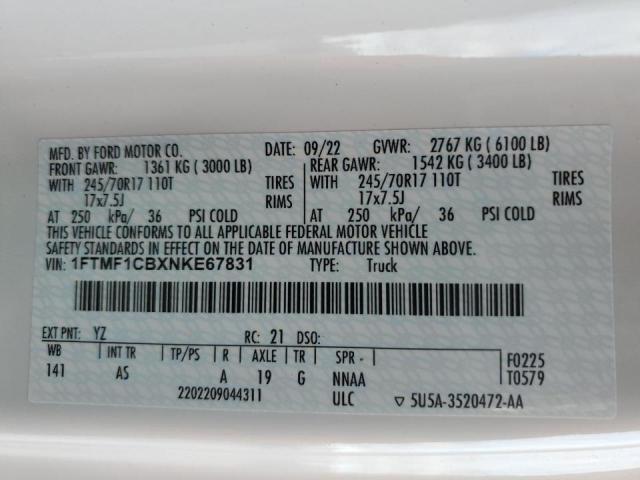 MFD. BY FORD MOTOR CO. DATE: 09/22 GVWR: 2767 KG (6100 LB)
FRONT GAWR: 1361 KG (3000 LB) REAR GAWR: 1542 KG (3400 LB)
WITH 245/70R17 110T TIRES WITH 245/70R17 110T TIRES
17x7.5J RIMS 17x7.5J RIMS
AT 250 kPa/ 36 PSI COLD AT 250 kPa/ 36 PSI COLD
THIS VEHICLE CONFORMS TO ALL APPLICABLE FEDERAL MOTOR VEHICLE
SAFETY STANDARDS IN EFFECT ON THE DATE OF MANUFACTURE SHOWN ABOVE.
VIN: 1FTMF1CBXNKE67831 TYPE: Truck
EXT PNT: YZ RC: 21 DSO:
WB INT TR TP/PS R AXLE TR SPR - F0225
141 AS A 19 G NNAA T0579
2202209044311 ULC ▽ 5U5A-3520472-AA